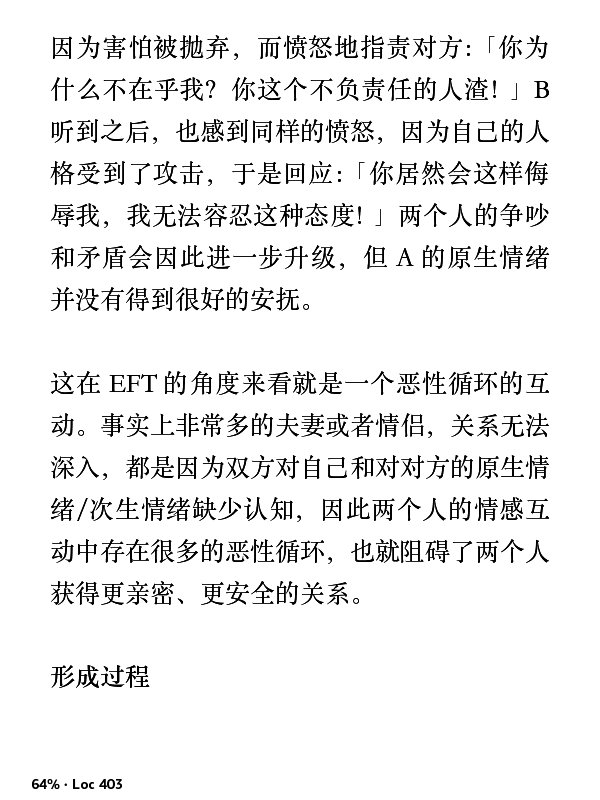 因为害怕被抛弃，而愤怒地指责对方:「你为
什么不在乎我？你这个不负责任的人渣! 」B
听到之后，也感到同样的愤怒，因为自己的人
格受到了攻击，于是回应:「你居然会这样侮
辱我，我无法容忍这种态度! 」两个人的争吵
和矛盾会因此进一步升级，但 A 的原生情绪
并没有得到很好的安抚。
这在 EFT 的角度来看就是一个恶性循环的互
动。事实上非常多的夫妻或者情侣，关系无法
深入，都是因为双方对自己和对对方的原生情
绪/次生情绪缺少认知，因此两个人的情感互
动中存在很多的恶性循环，也就阻碍了两个人
获得更亲密、更安全的关系。
形成过程
64% · Loc 403